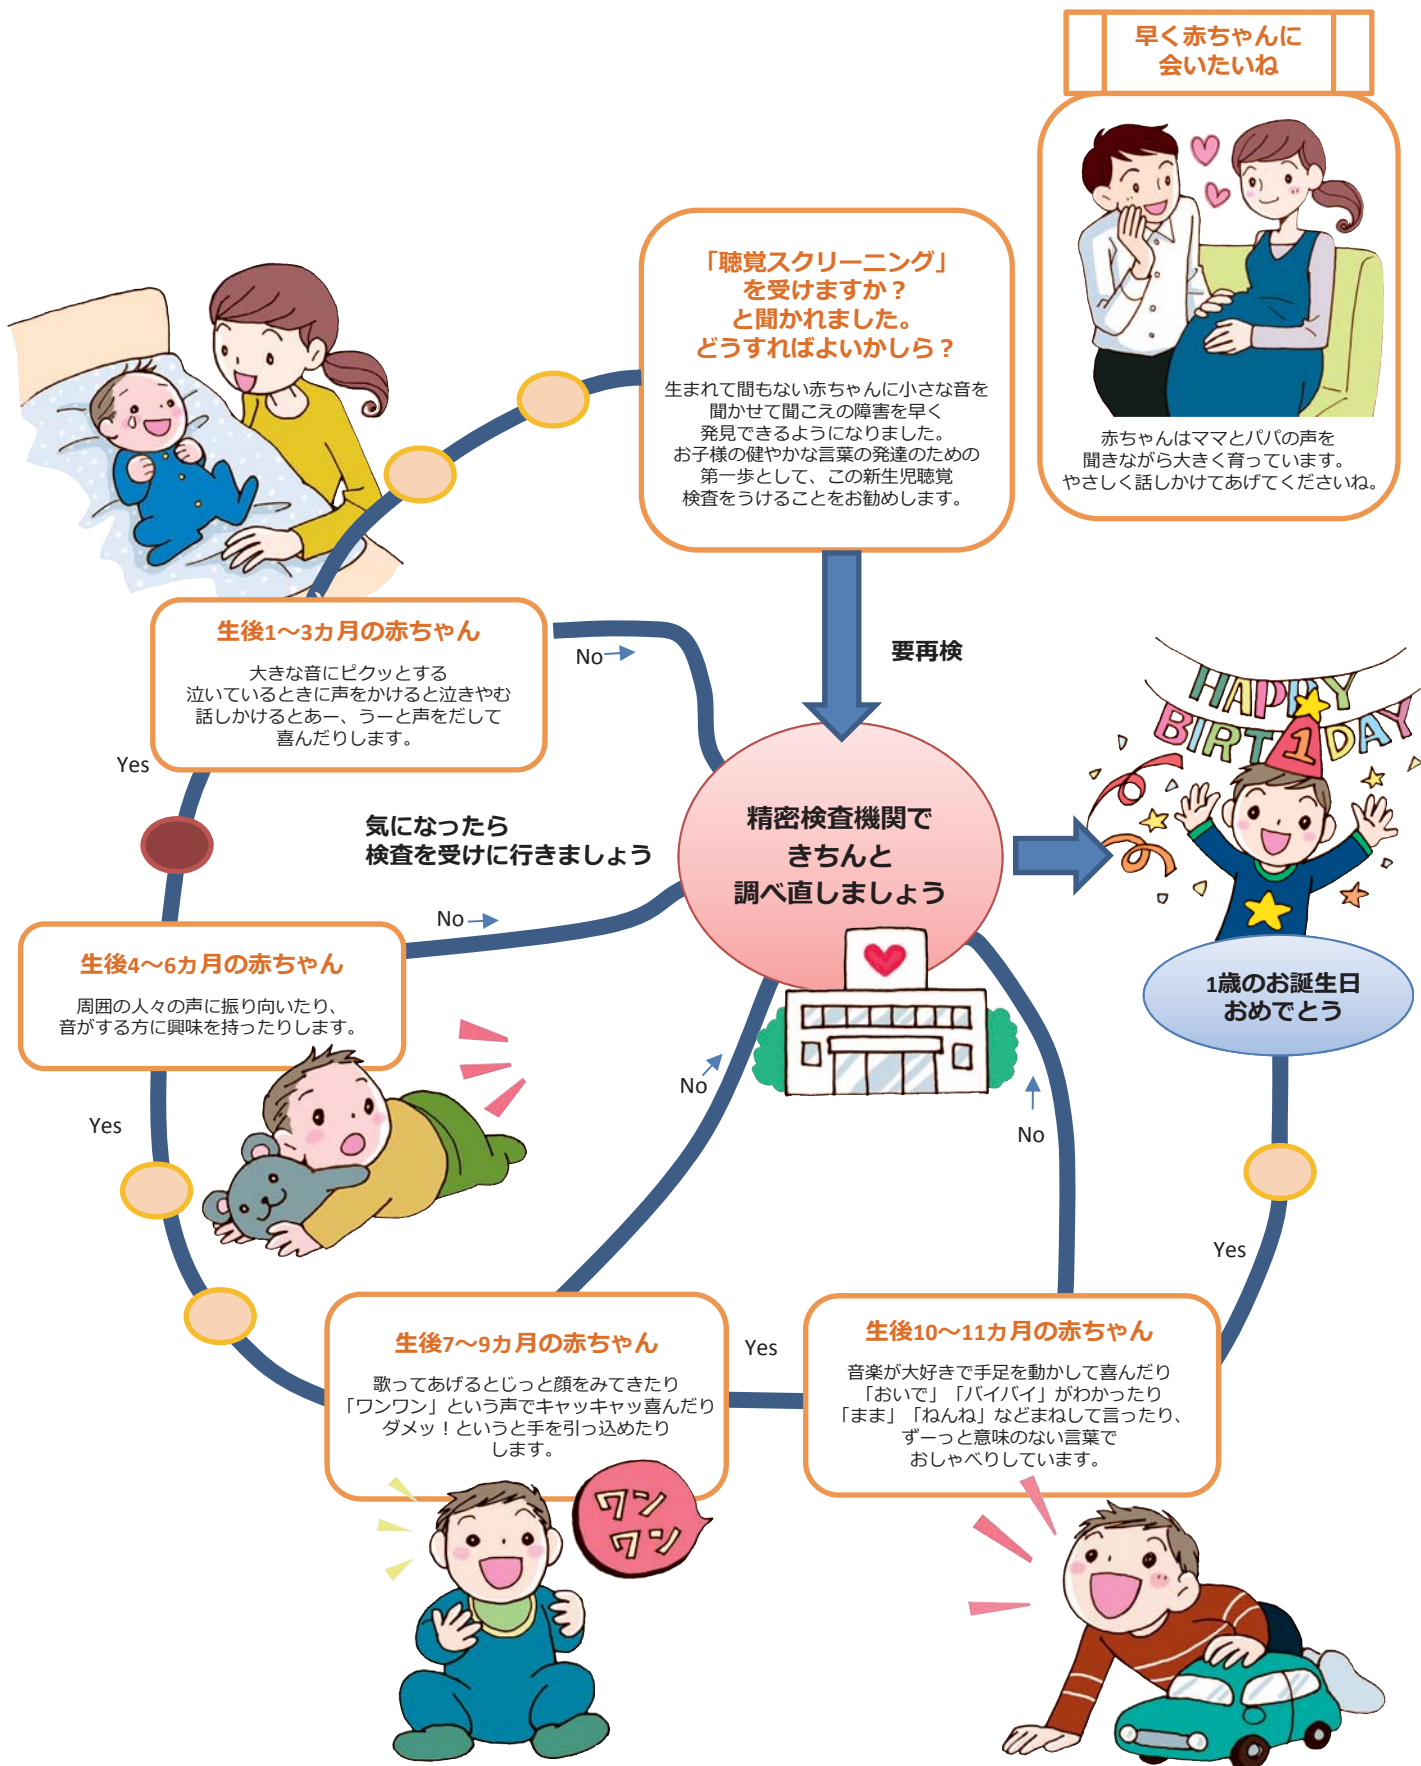 早く赤ちゃんに
会いたいね
赤ちゃんはママとパパの声を
聞きながら大きく育っています。
やさしく話しかけてあげてくださいね。
「聴覚スクリーニング」
を受けますか？
と聞かれました。
どうすればよいかしら？
生まれて間もない赤ちゃんに小さな音を
聞かせて聞こえの障害を早く
発見できるようになりました。
お子様の健やかな言葉の発達のための
第一歩として、この新生児聴覚
検査をうけることをお勧めします。
要再検
生後1～3ヵ月の赤ちゃん
大きな音にピクッとする
泣いているときに声をかけると泣きやむ
話しかけるとあー、うーと声をだして
喜んだりします。
No
Yes
気になったら
検査を受けに行きましょう
精密検査機関で
きちんと
調べ直しましょう
HAPPY
BIRTHDAY
1
1歳のお誕生日
おめでとう
生後4～6ヵ月の赤ちゃん
周囲の人々の声に振り向いたり、
音がする方に興味を持ったりします。
No
Yes
No
No
Yes
生後7～9ヵ月の赤ちゃん
歌ってあげるとじっと顔をみてきたり
「ワンワン」という声でキャッキャッ喜んだり
ダメッ！というと手を引っ込めたり
します。
Yes
生後10～11ヵ月の赤ちゃん
音楽が大好きで手足を動かして喜んだり
「おいで」「バイバイ」がわかったり
「まま」「ねんね」などまねして言ったり、
ずーっと意味のない言葉で
おしゃべりしています。
ワン
ワン